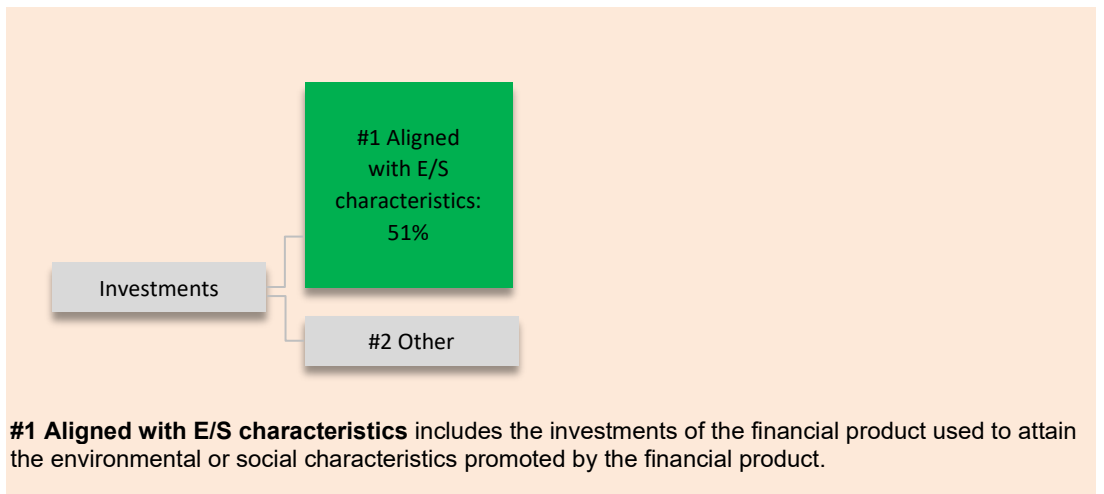 #1 Aligned
with E/S
characteristics:
51%
Investments
#2 Other
#1 Aligned with E/S characteristics includes the investments of the financial product used to attain
the environmental or social characteristics promoted by the financial product.